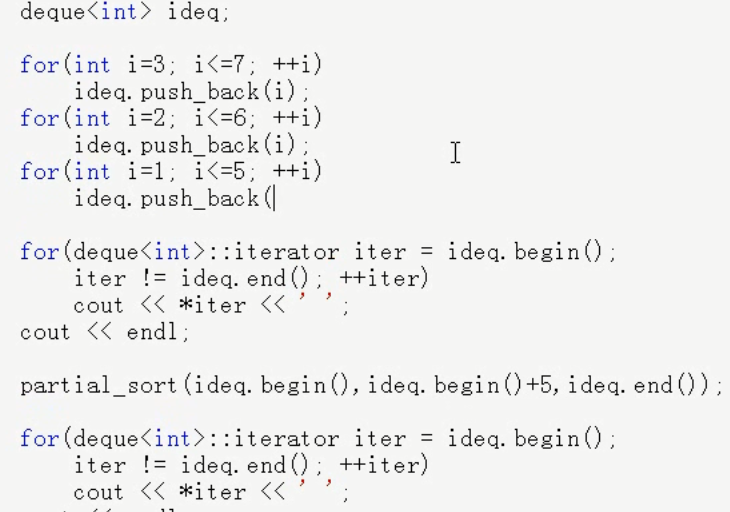 deque<int> ideq;
for(int i=3; i<=7; ++i)
ideq.push_back(i);
for(int i=2; i<=6; ++i)
ideq.push_back(i);
for(int i=1; i<=5; ++i)
ideq.push_back(
for(deque<int>::iterator iter = ideq.begin();
iter != ideq.end(); ++iter)
cout << *iter << ' ';
cout << endl;
partial_sort(ideq.begin(),ideq.begin()+5,ideq.end());
for(deque<int>::iterator iter = ideq.begin();
iter != ideq.end(); ++iter)
cout << *iter << ' ';